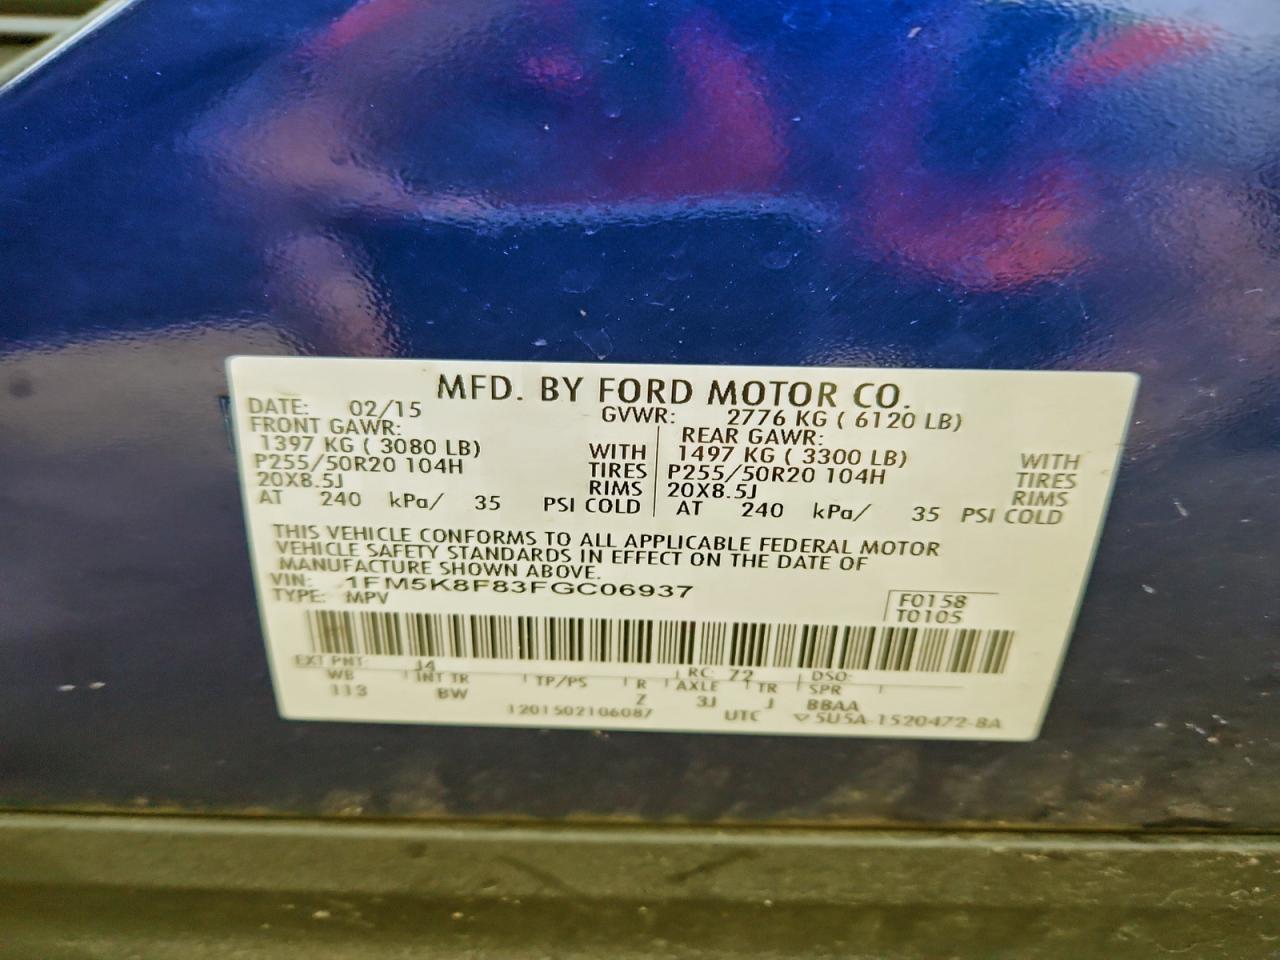 MFD. BY FORD MOTOR CO.
DATE: 02/15 GVWR: 2776 KG ( 6120 LB)
FRONT GAWR: REAR GAWR:
1397 KG ( 3080 LB) WITH 1497 KG ( 3300 LB) WITH
P255/50R20 104H TIRES P255/50R20 104H TIRES
20X8.5J RIMS 20X8.5J RIMS
AT 240 kPa/ 35 PSI COLD AT 240 kPa/ 35 PSI COLD
THIS VEHICLE CONFORMS TO ALL APPLICABLE FEDERAL MOTOR
VEHICLE SAFETY STANDARDS IN EFFECT ON THE DATE OF
MANUFACTURE SHOWN ABOVE.
VIN: 1FM5K8F83FGC06937
TYPE: MPV F0158
T0105
EXT PNT: J4 RC: 72 DSO:
WB INT TR TP/PS R AXLE TR SPR
113 BW Z 3J J BBAA
1201502106087 UTC ▽5U5A-1520472-BA